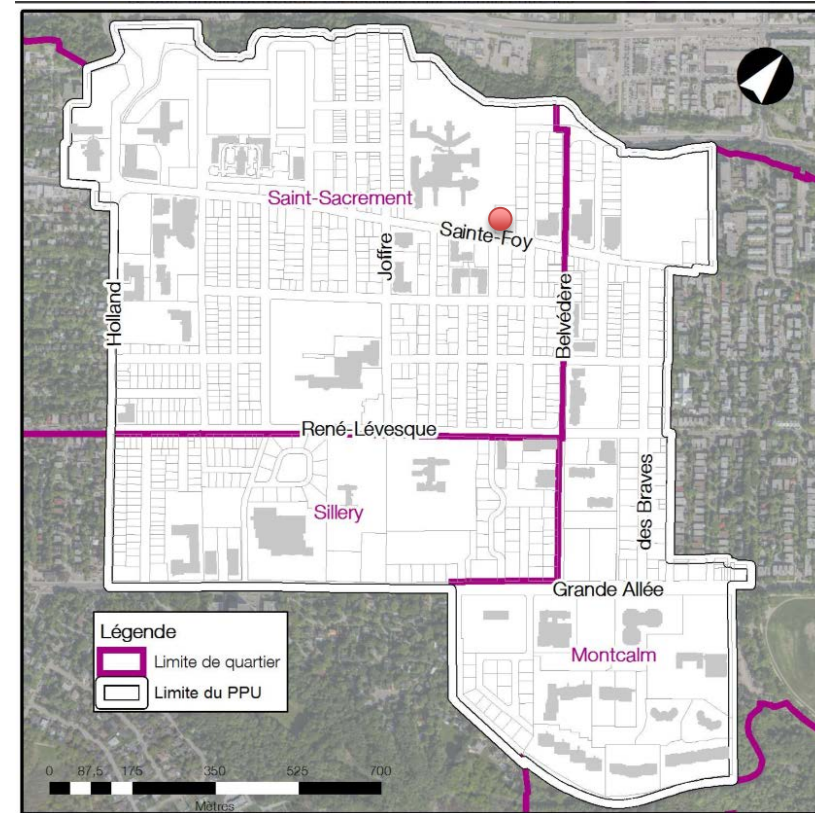 Saint-Sacrement
Sainte-Foy
Joffre
Holland
Belvédère
René-Lévesque
Sillery
des Braves
Grande Allée
Montcalm
Légende
Limite de quartier
Limite du PPU
0 87,5 175 350 525 700
Mètres